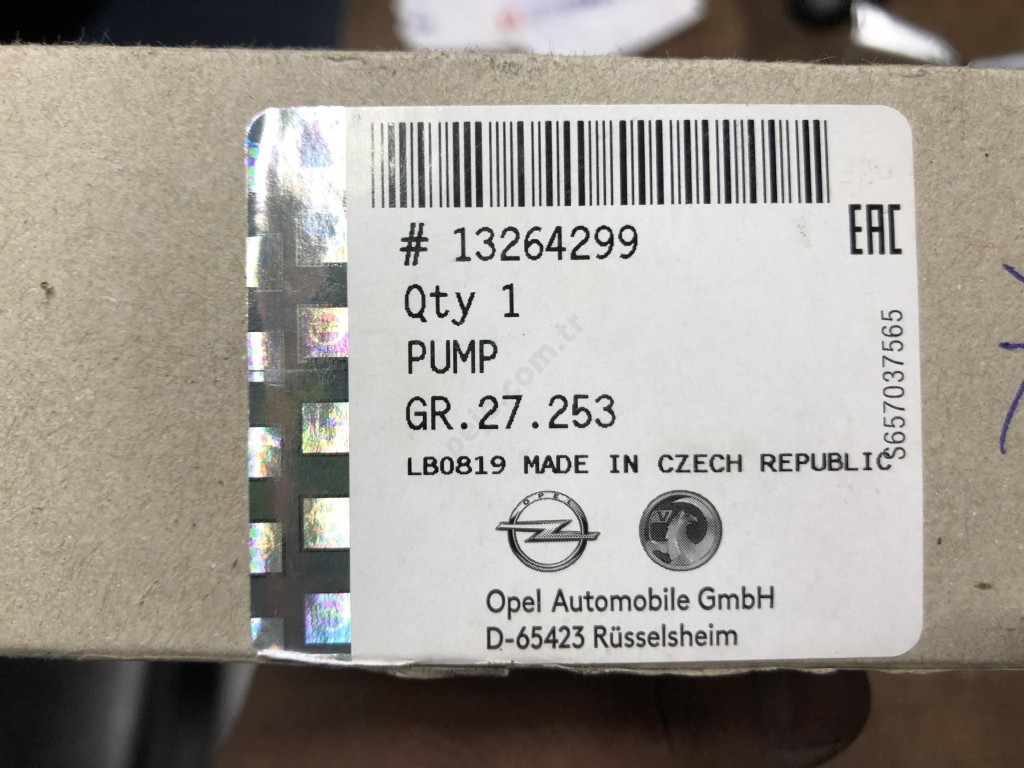 # 13264299
EAC
Qty 1
PUMP
GR.27.253
S657037565
LB0819 MADE IN CZECH REPUBLIC
OPEL
V
Opel Automobile GmbH
D-65423 Rüsselsheim